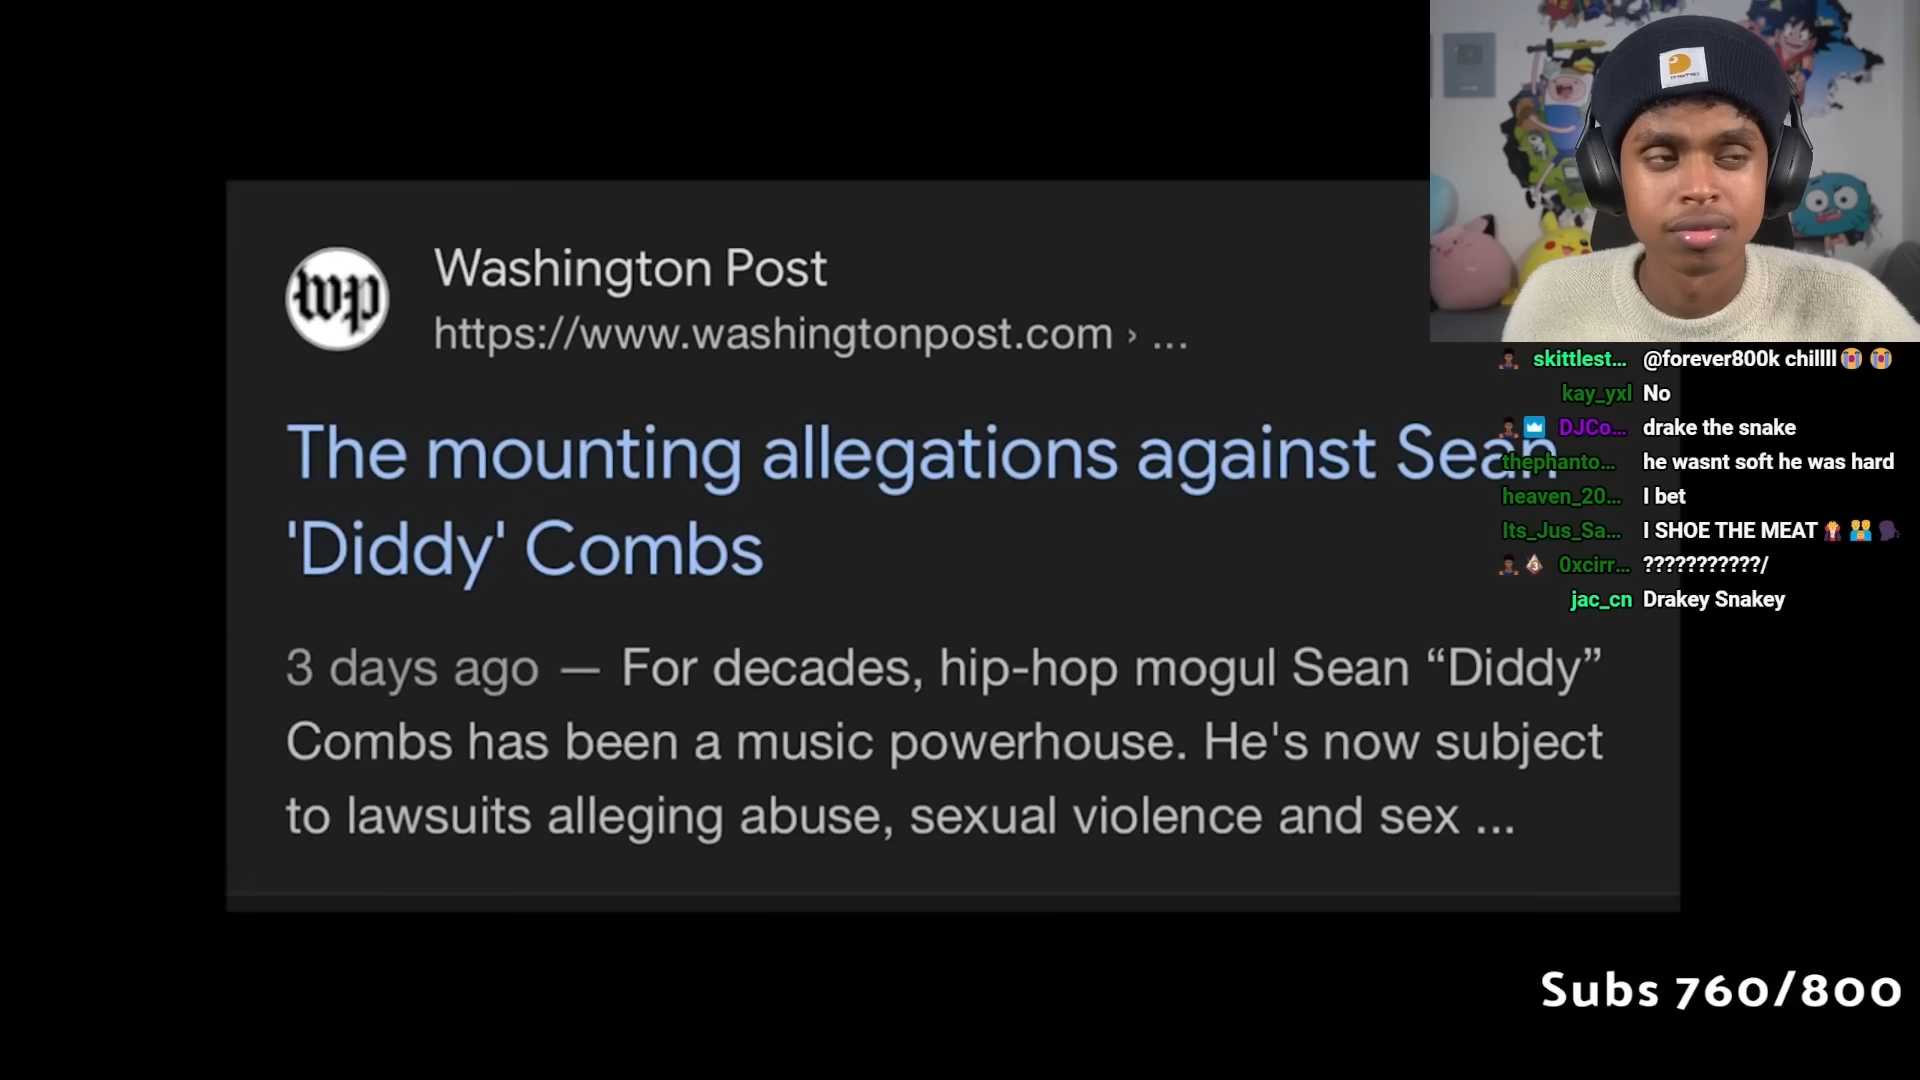 wp
Washington Post
https://www.washingtonpost.com › ...
The mounting allegations against Sean
'Diddy' Combs
3 days ago — For decades, hip-hop mogul Sean “Diddy”
Combs has been a music powerhouse. He's now subject
to lawsuits alleging abuse, sexual violence and sex ...
skittlest... @forever800k chillll😭 😭
kay_yxl No
DJCo... drake the snake
thephanto... he wasnt soft he was hard
heaven_20... I bet
Its_Jus_Sa... I SHOE THE MEAT
3 0xcirr... ???????????/
jac_cn Drakey Snakey
Subs 760/800